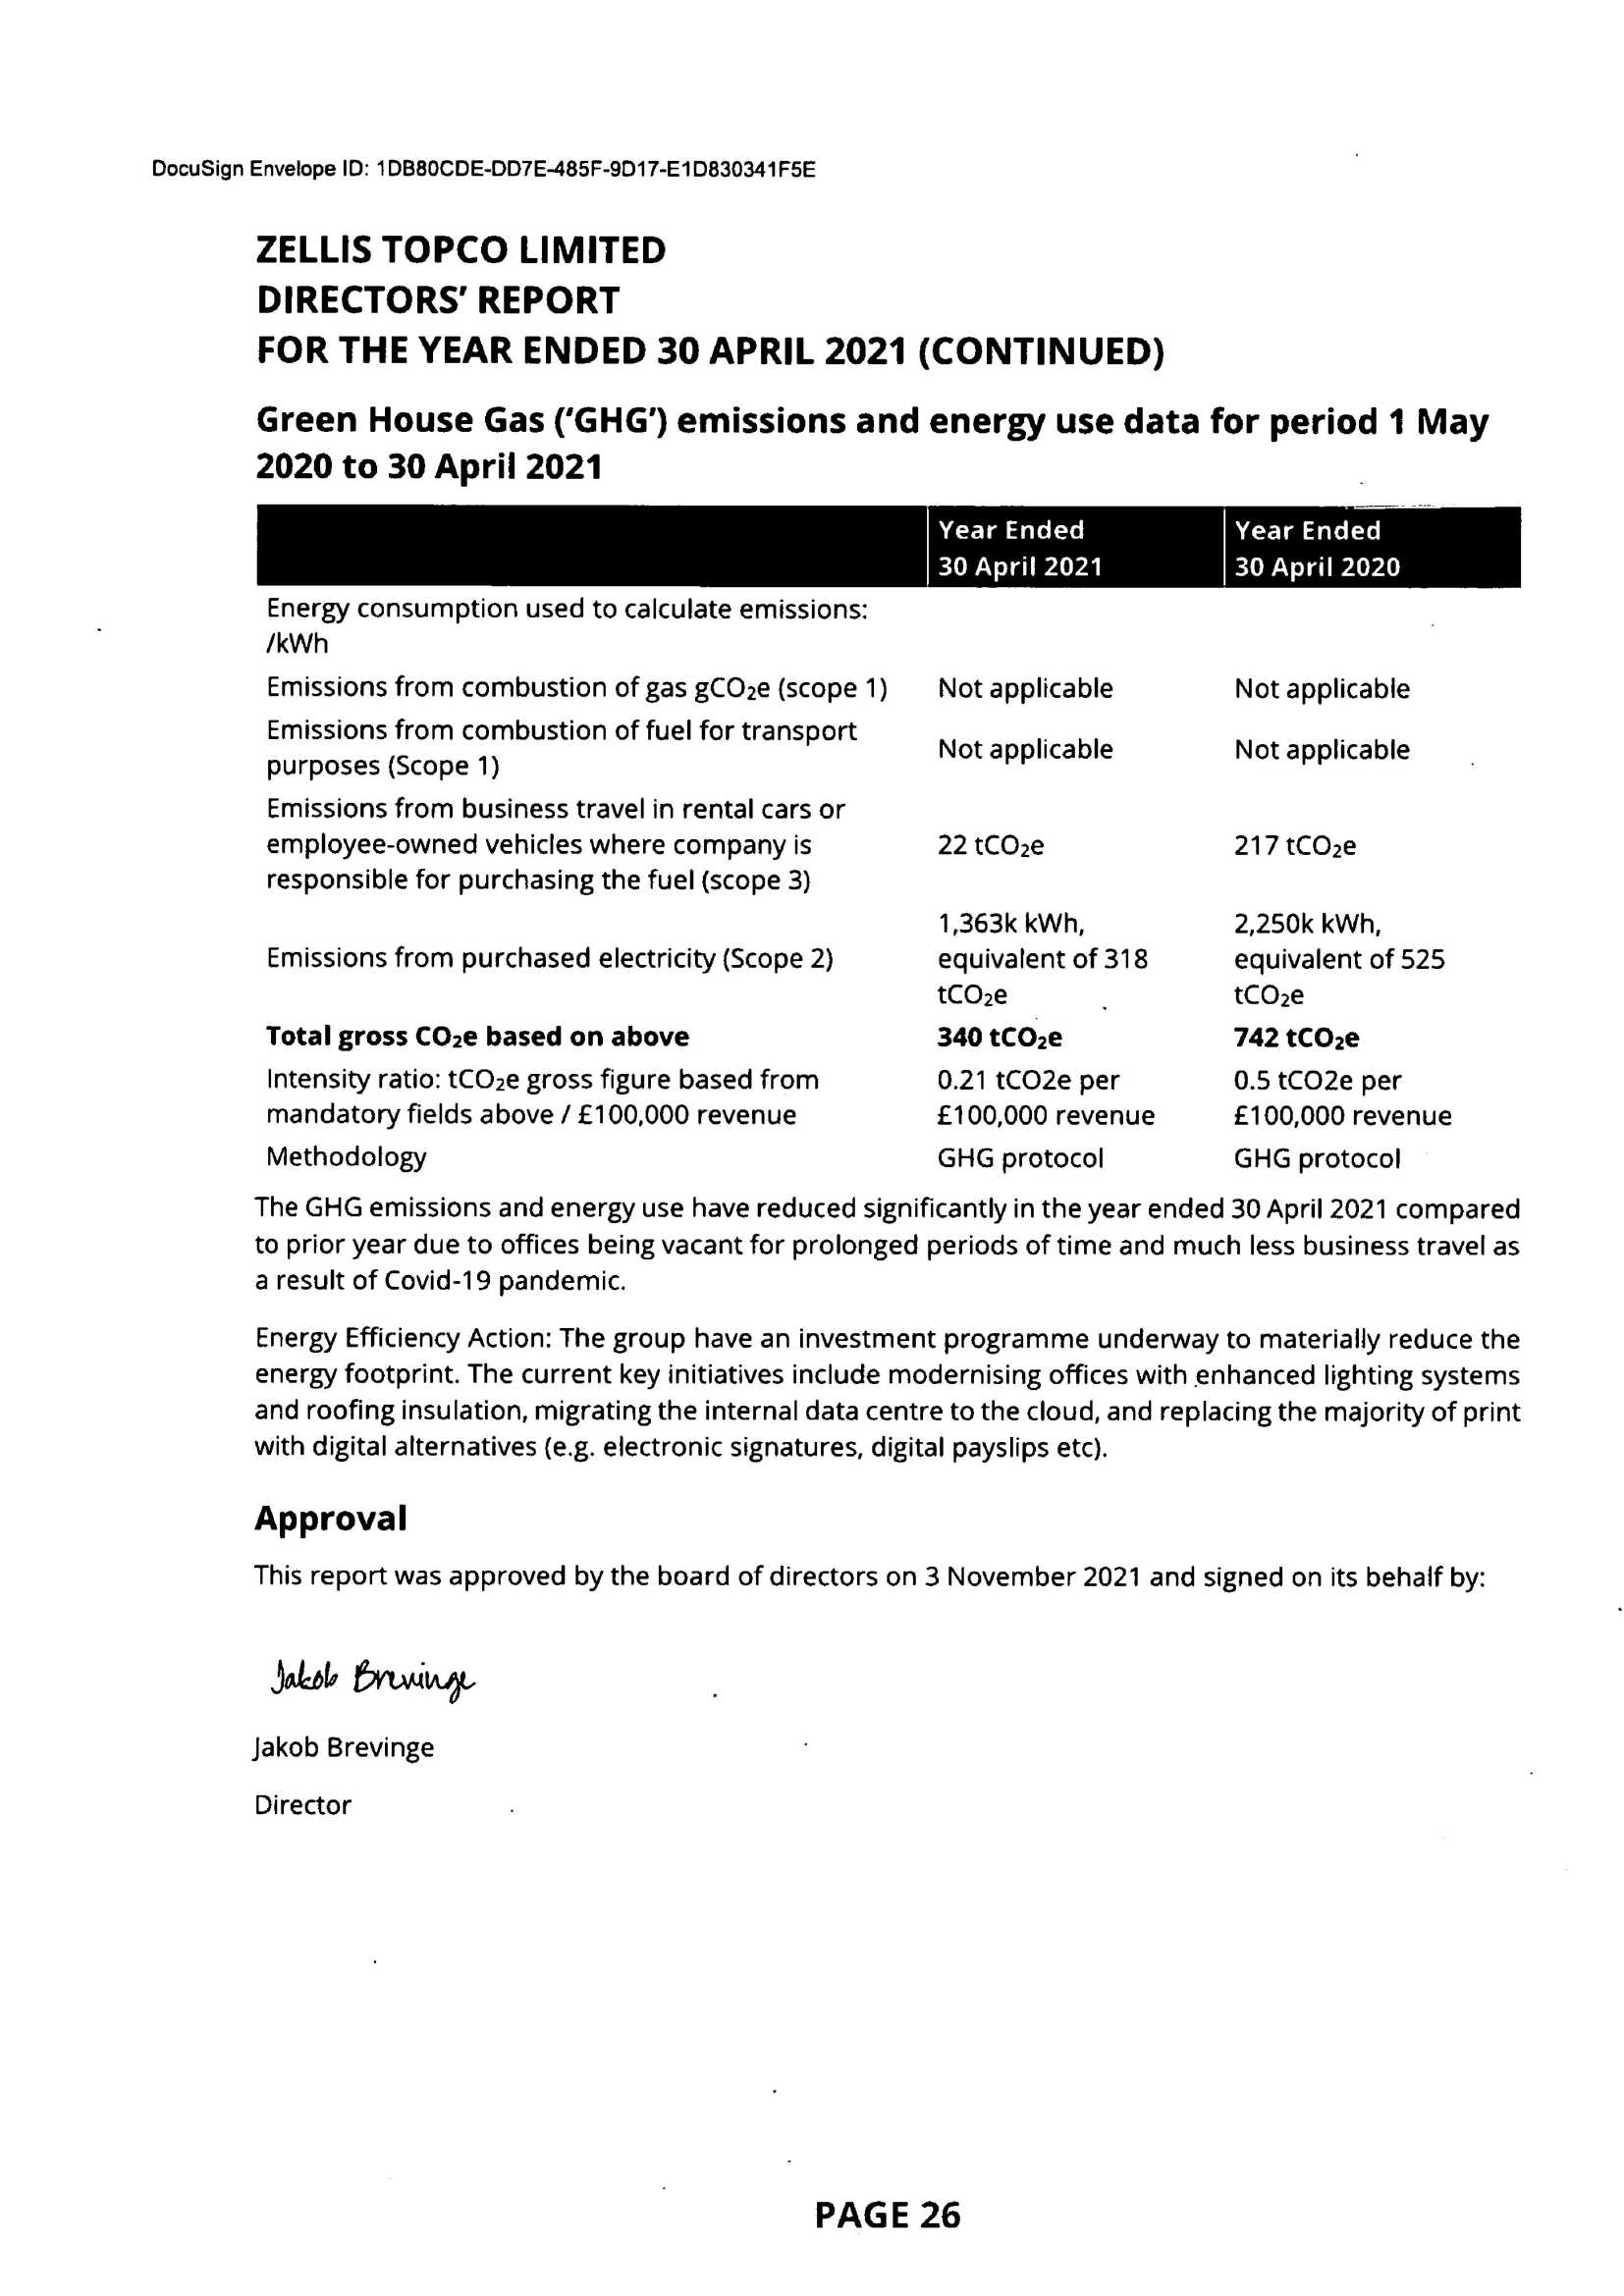 DocuSign Envelope ID: 1DB80CDE-DD7E-485F-9D17-E1D830341F5E
ZELLIS TOPCO LIMITED
DIRECTORS' REPORT
FOR THE YEAR ENDED 30 APRIL 2021 (CONTINUED)
Green House Gas ('GHG') emissions and energy use data for period 1 May
2020 to 30 April 2021
Year Ended Year Ended
30 April 2021 30 April 2020
Energy consumption used to calculate emissions:
/kWh
Emissions from combustion of gas gCO₂e (scope 1) Not applicable Not applicable
Emissions from combustion of fuel for transport
purposes (Scope 1) Not applicable Not applicable
Emissions from business travel in rental cars or
employee-owned vehicles where company is 22 tCO₂e 217 tCO₂e
responsible for purchasing the fuel (scope 3)
1,363k kWh, 2,250k kWh,
Emissions from purchased electricity (Scope 2) equivalent of 318 equivalent of 525
tCO₂e tCO₂e
Total gross CO₂e based on above 340 tCO₂e 742 tCO₂e
Intensity ratio: tCO₂e gross figure based from 0.21 tCO2e per 0.5 tCO2e per
mandatory fields above / £100,000 revenue £100,000 revenue £100,000 revenue
Methodology GHG protocol GHG protocol
The GHG emissions and energy use have reduced significantly in the year ended 30 April 2021 compared
to prior year due to offices being vacant for prolonged periods of time and much less business travel as
a result of Covid-19 pandemic.
Energy Efficiency Action: The group have an investment programme underway to materially reduce the
energy footprint. The current key initiatives include modernising offices with enhanced lighting systems
and roofing insulation, migrating the internal data centre to the cloud, and replacing the majority of print
with digital alternatives (e.g. electronic signatures, digital payslips etc).
Approval
This report was approved by the board of directors on 3 November 2021 and signed on its behalf by:
Jakob Brevinge
Jakob Brevinge
Director
PAGE 26